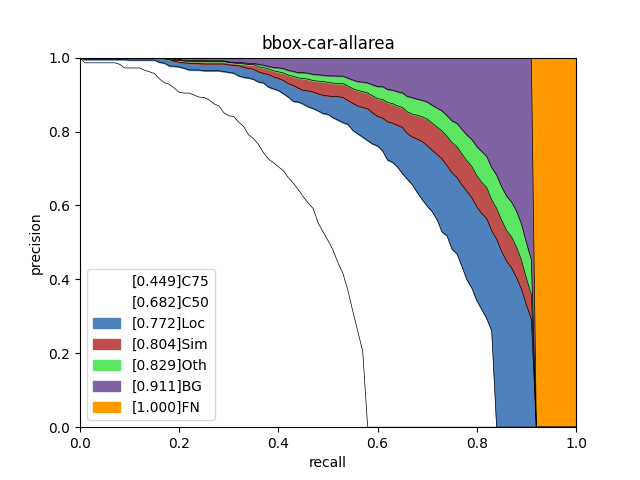 bbox-car-allarea
1.0
0.8
0.6
0.4
0.2
0.0
precision
[0.449]C75
[0.682]C50
[0.772]Loc
[0.804]Sim
[0.829]Oth
[0.911]BG
[1.000]FN
0.0 0.2 0.4 0.6 0.8 1.0
recall